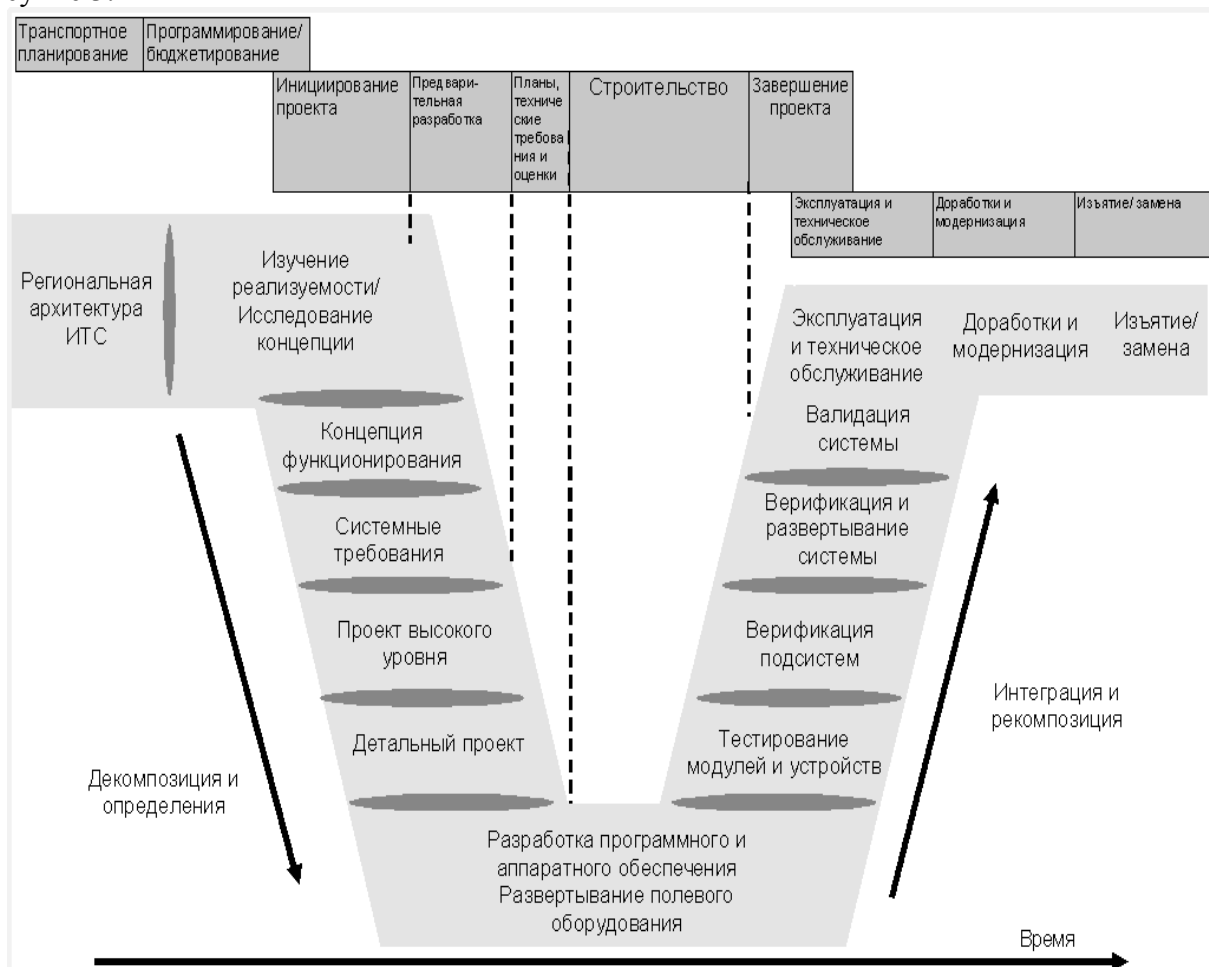 Транспортное
планирование
Программирование/
бюджетирование
Инициирование
проекта
Предвари-
тельная
разработка
Планы,
техниче
ские
требова
ния и
оценки
Строительство
Завершение
проекта
Эксплуатация и
техническое
обслуживание
Доработки и
модернизация
Изъятие/ замена
Региональная
архитектура
ИТС
Изучение
реализуемости/
Исследование
концепции
Концепция
функционирования
Системные
требования
Проект высокого
уровня
Детальный проект
Декомпозиция и
определения
Разработка программного и
аппаратного обеспечения
Развертывание полевого
оборудования
Тестирование
модулей и устройств
Верификация
подсистем
Верификация и
развертывание
системы
Валидация
системы
Эксплуатация
и техническое
обслуживание
Доработки и
модернизация
Изъятие/
замена
Интеграция и
рекомпозиция
Время